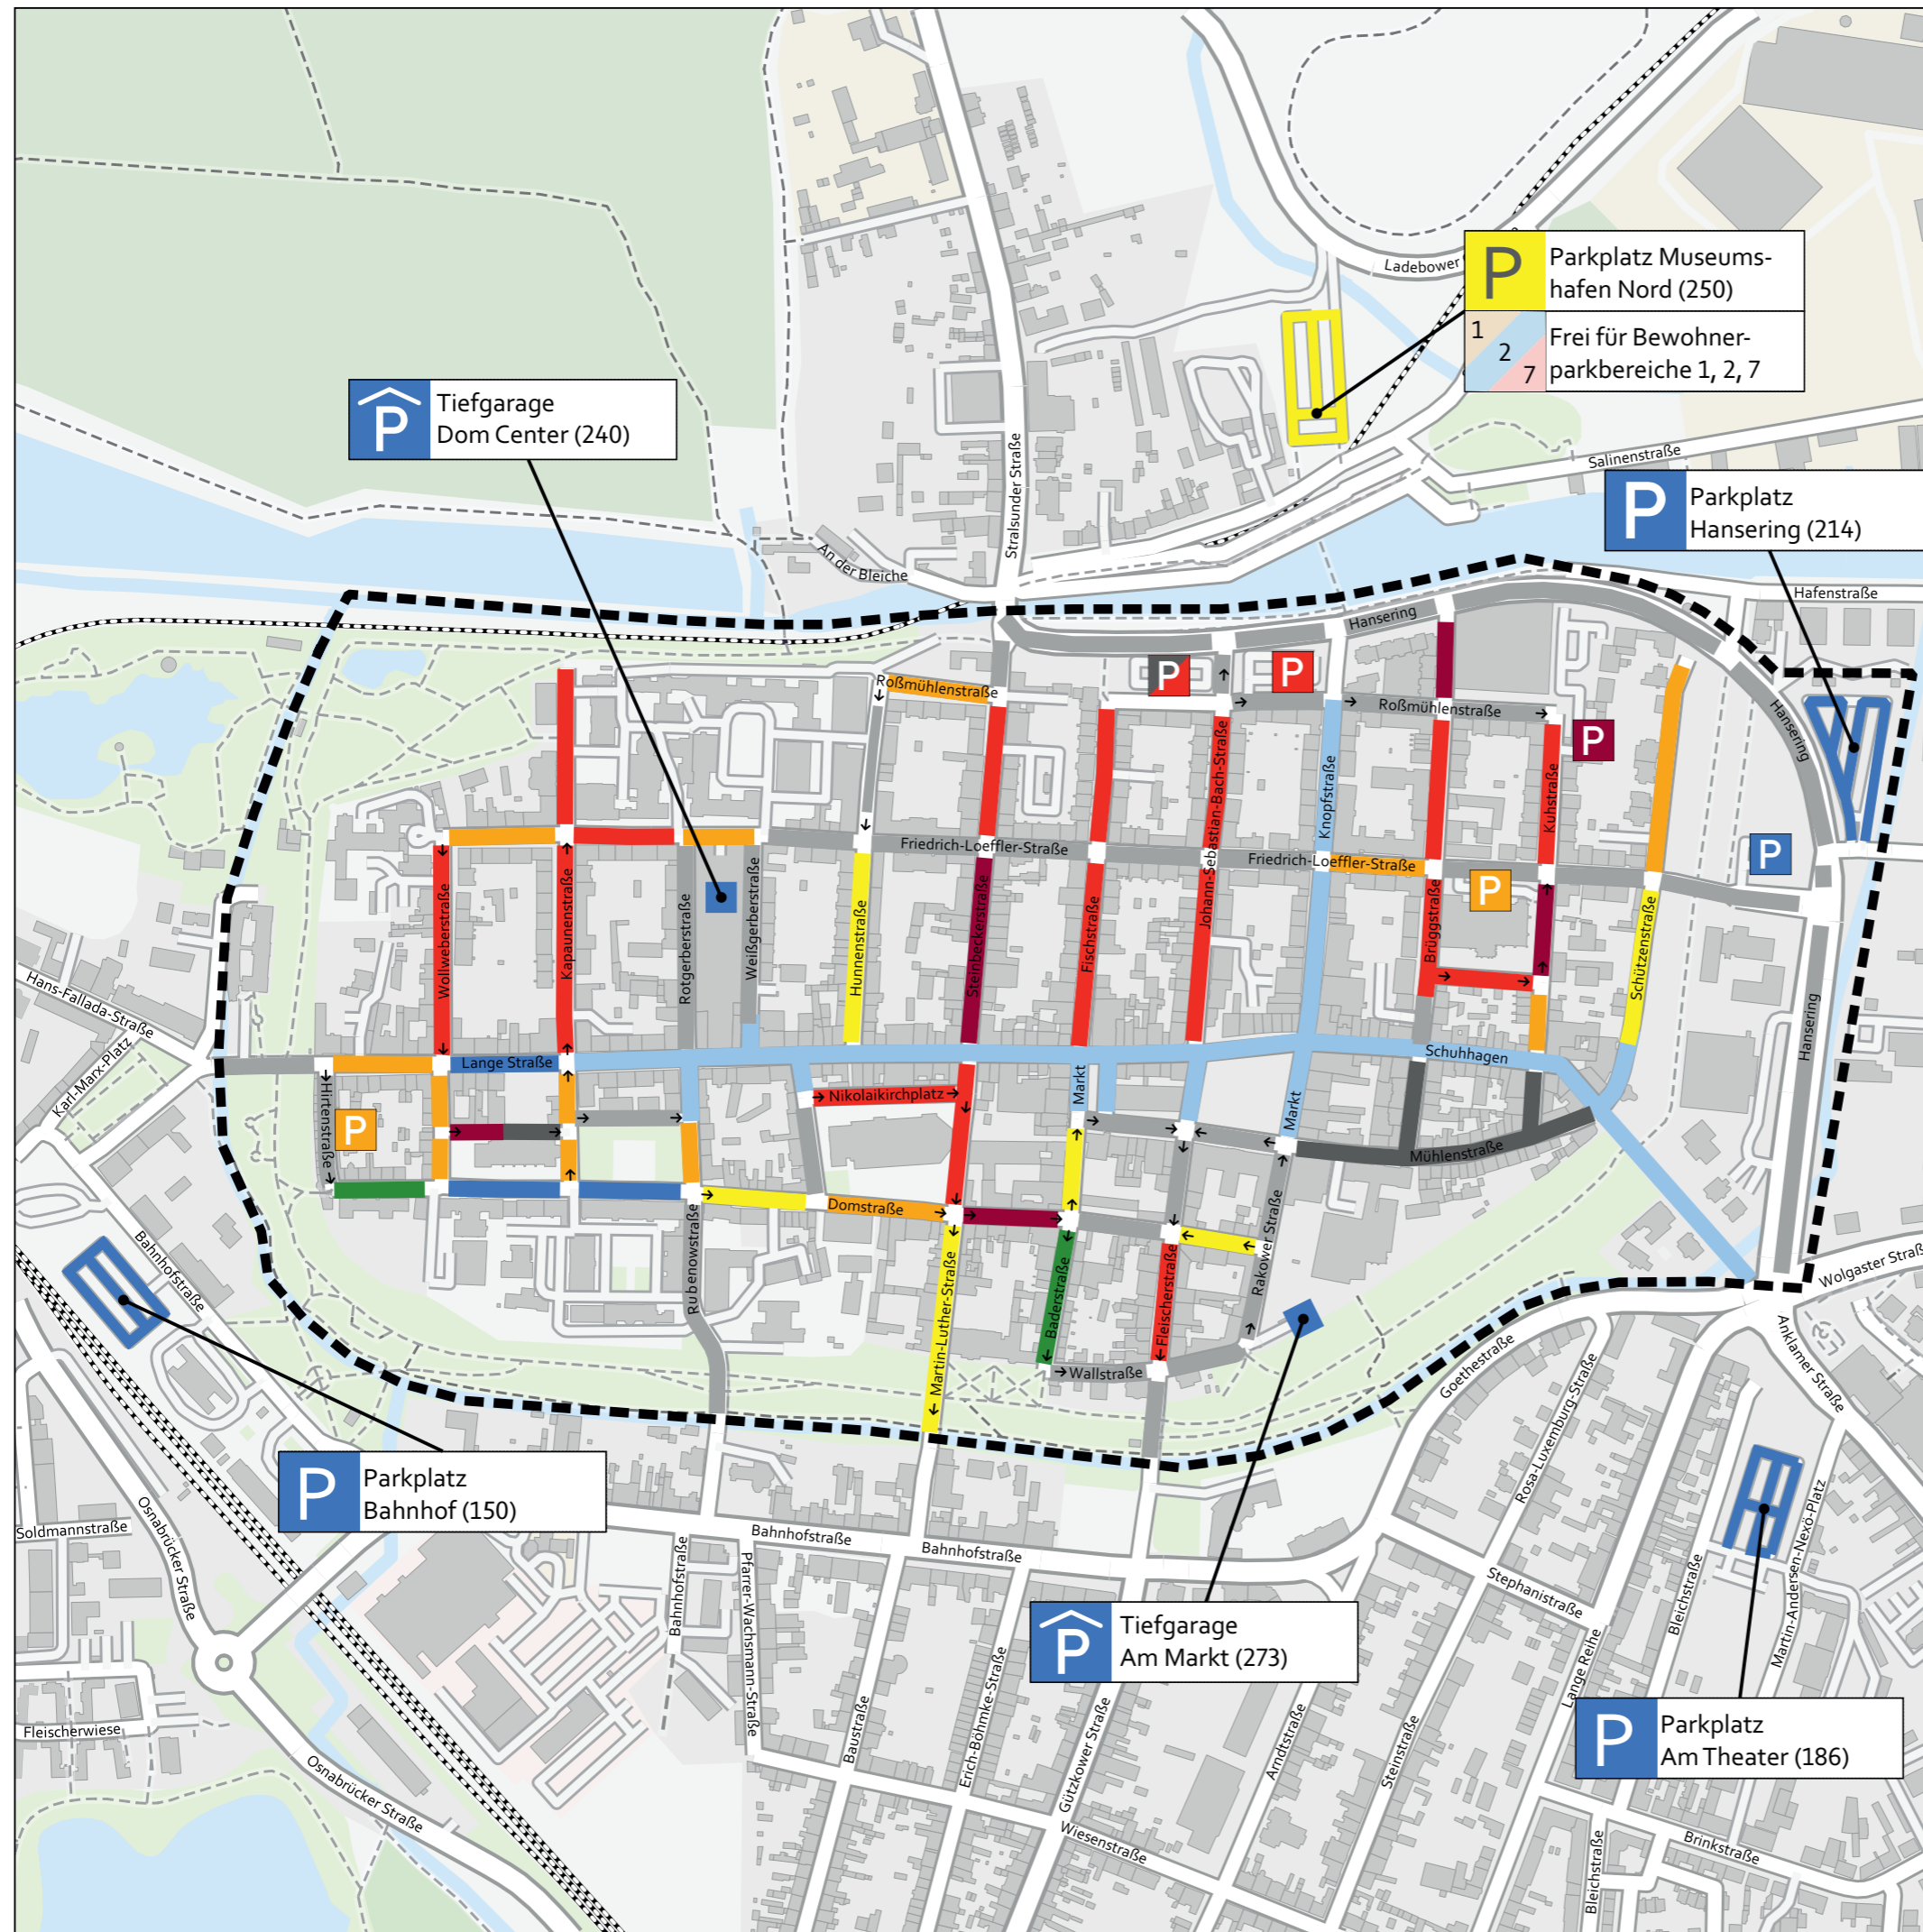 Ladebower
P
Parkplatz Museums-
hafen Nord (250)
1
2
7
Frei für Bewohner-
parkbereiche 1, 2, 7
P
Tiefgarage
Dom Center (240)
Stralsunder Straße
Salinenstraße
P
Parkplatz
Hansering (214)
An der Bleiche
Hafenstraße
Hansering
P
P
Roßmühlenstraße
Roßmühlenstraße
P
Hansering
Friedrich-Loeffler-Straße
Friedrich-Loeffler-Straße
P
P
Wollweberstraße
Kapaunenstraße
Rotgerberstraße
Weißgerberstraße
Hunnenstraße
Steinbeckerstraße
Fischstraße
Johann-Sebastian-Bach-Straße
Knopfstraße
Brüggstraße
Kuhstraße
Schützenstraße
Hansering
Hans-Fallada-Straße
Karl-Marx-Platz
Lange Straße
Schuhhagen
Hirtenstraße
P
Nikolaikirchplatz
Markt
Markt
Mühlenstraße
Domstraße
Rubenowstraße
Martin-Luther-Straße
Baderstraße
Fleischerstraße
Rakower Straße
Wallstraße
Bahnhofstraße
Wolgaster Straß
Goethestraße
Anklamer Straße
Rosa-Luxemburg-Straße
P
Parkplatz
Bahnhof (150)
Soldmannstraße
Osnabrücker Straße
Bahnhofstraße
Bahnhofstraße
Bahnhofstraße
Pfarrer-Wachsmann-Straße
Stephanistraße
Bleichstraße
Martin-Andersen-Nexö-Platz
P
Tiefgarage
Am Markt (273)
Fleischerwiese
Osnabrücker Straße
Baustraße
Erich-Böhmke-Straße
Gützkower Straße
Arndtstraße
Steinstraße
Lange Reihe
P
Parkplatz
Am Theater (186)
Wiesenstraße
Bleichstraße
Brinkstraße